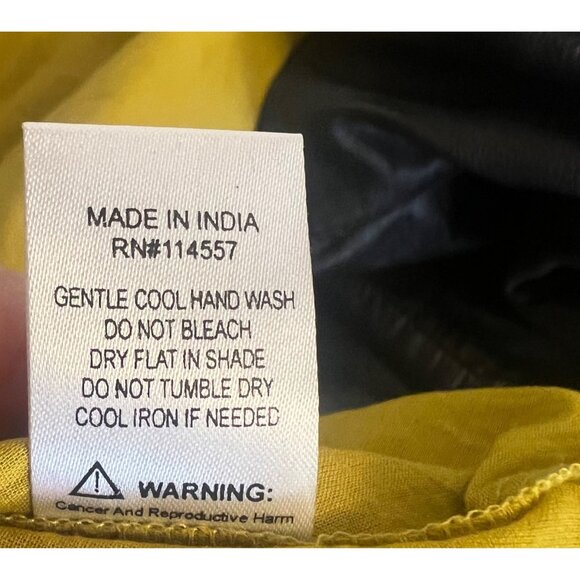 MADE IN INDIA
RN#114557
GENTLE COOL HAND WASH
DO NOT BLEACH
DRY FLAT IN SHADE
DO NOT TUMBLE DRY
COOL IRON IF NEEDED
WARNING:
Cancer And Reproductive Harm